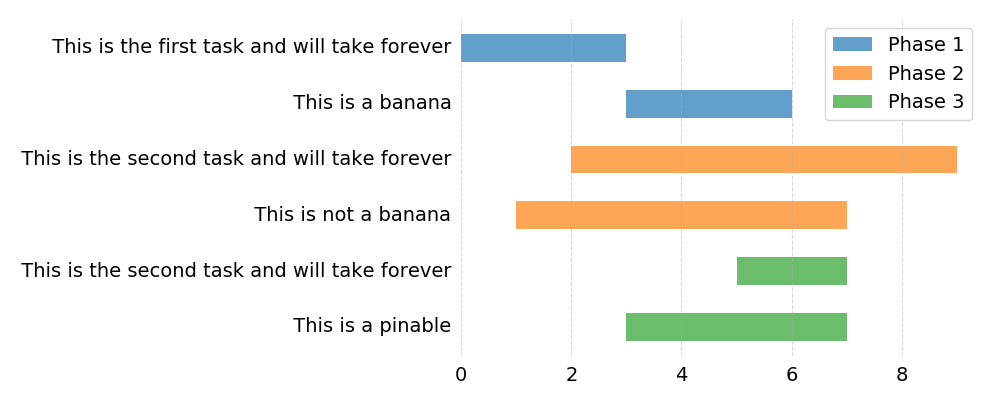 This is the first task and will take forever
This is a banana
This is the second task and will take forever
This is not a banana
This is the second task and will take forever
This is a pinable
Phase 1
Phase 2
Phase 3
0 2 4 6 8